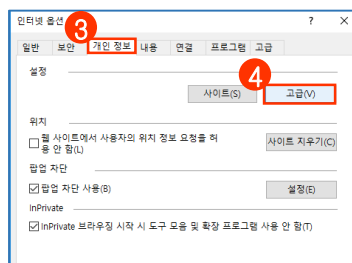 인터넷 옵션
? X
3
일반 보안 개인 정보 내용 연결 프로그램 고급
설정
4
사이트(S) 고급(V)
위치
웹 사이트에서 사용자의 위치 정보 요청을 허
용 안 함(L)
사이트 지우기(C)
팝업 차단
팝업 차단 사용(B) 설정(E)
InPrivate
InPrivate 브라우징 시작 시 도구 모음 및 확장 프로그램 사용 안 함(T)